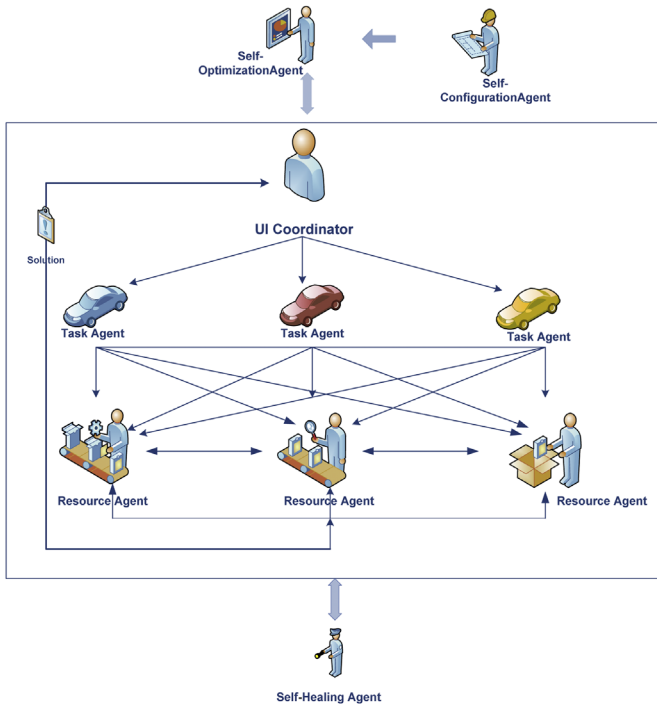 Self-
OptimizationAgent
Self-
ConfigurationAgent
UI Coordinator
Solution
Task Agent
Task Agent
Task Agent
Resource Agent
Resource Agent
Resource Agent
Self-Healing Agent